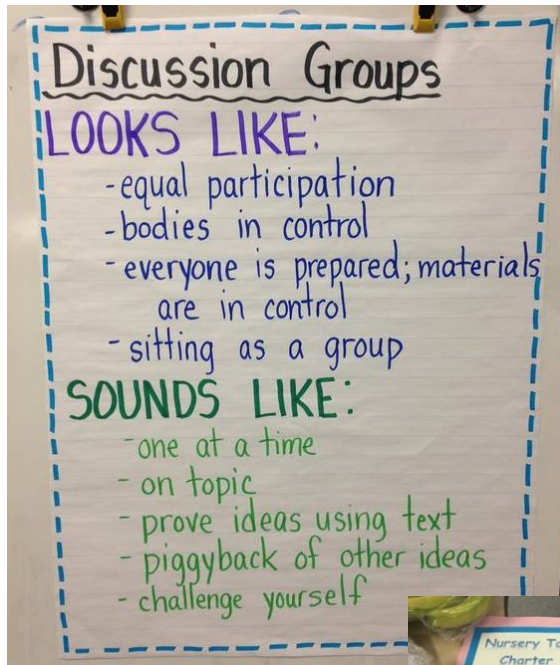 Discussion Groups
LOOKS LIKE:
- equal participation
- bodies in control
- everyone is prepared; materials
are in control
- sitting as a group
SOUNDS LIKE:
- one at a time
- on topic
- prove ideas using text
- piggyback of other ideas
- challenge yourself
Nursery
Charter